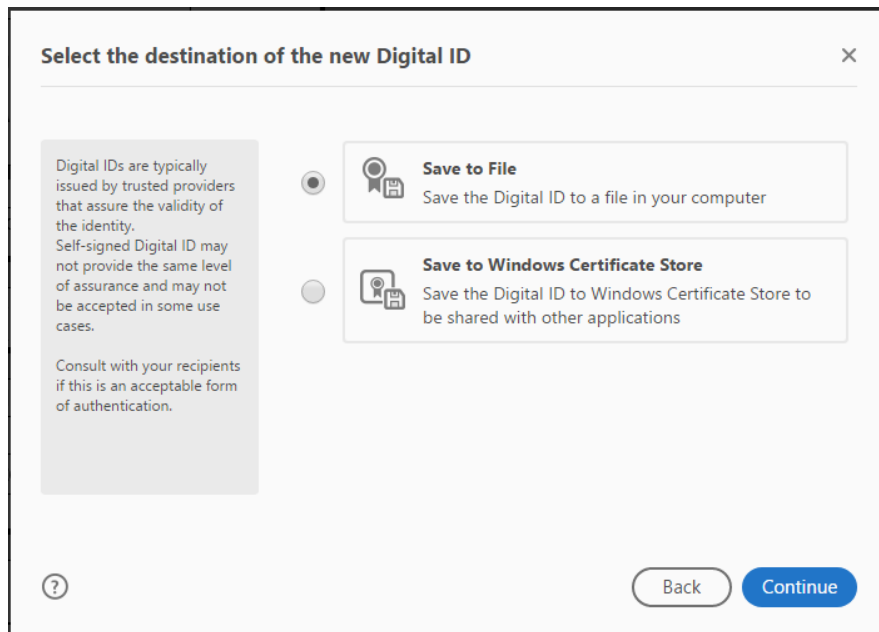 Select the destination of the new Digital ID
Digital IDs are typically
issued by trusted providers
that assure the validity of
the identity.
Self-signed Digital ID may
not provide the same level
of assurance and may not
be accepted in some use
cases.
Consult with your recipients
if this is an acceptable form
of authentication.
Save to File
Save the Digital ID to a file in your computer
Save to Windows Certificate Store
Save the Digital ID to Windows Certificate Store to
be shared with other applications
?
Back
Continue